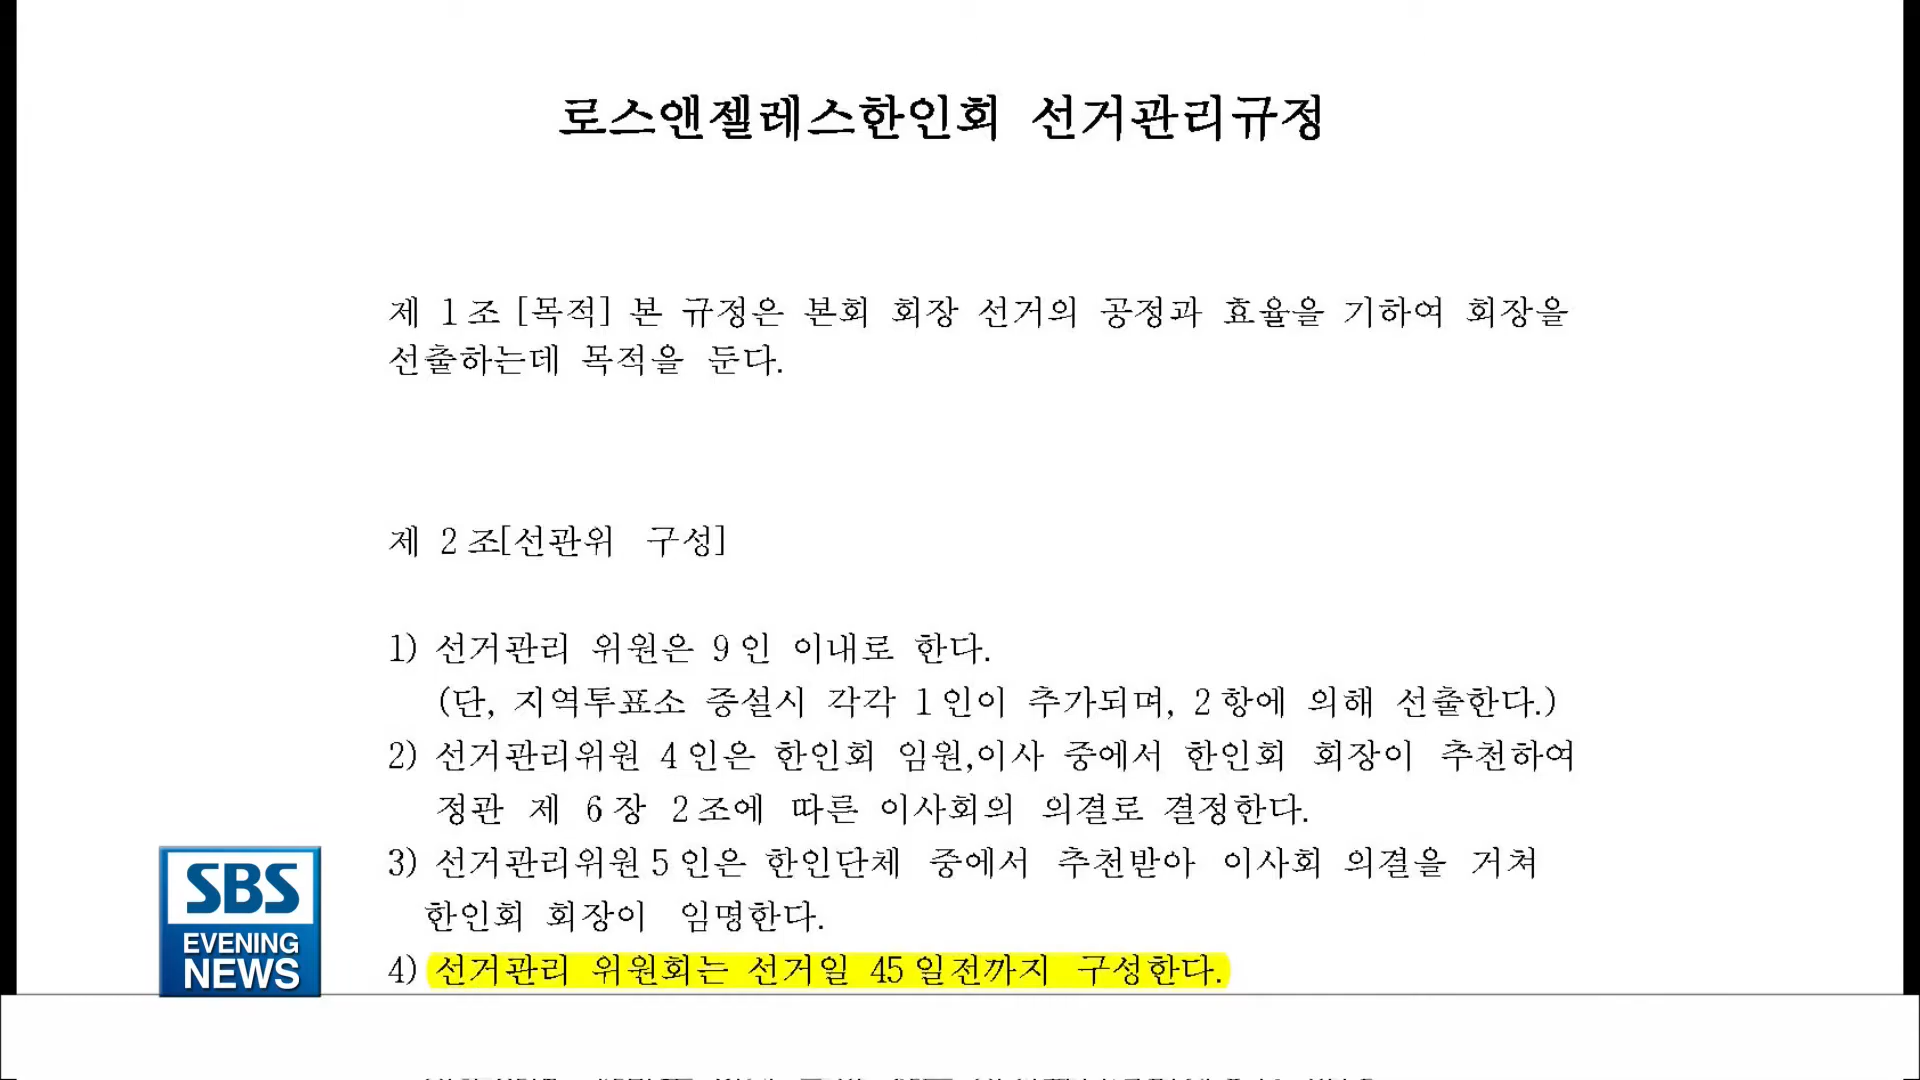 로스앤젤레스한인회 선거관리규정
제 1조 [목적] 본 규정은 본회 회장 선거의 공정과 효율을 기하여 회장을
선출하는데 목적을 둔다.
제 2조[선관위 구성]
1) 선거관리 위원은 9인 이내로 한다.
(단, 지역투표소 증설시 각각 1인이 추가되며, 2항에 의해 선출한다.)
2) 선거관리위원 4인은 한인회 임원,이사 중에서 한인회 회장이 추천하여
정관 제 6장 2조에 따른 이사회의 의결로 결정한다.
3) 선거관리위원 5인은 한인단체 중에서 추천받아 이사회 의결을 거쳐
한인회 회장이 임명한다.
4) 선거관리 위원회는 선거일 45일전까지 구성한다.
SBS
EVENING
NEWS